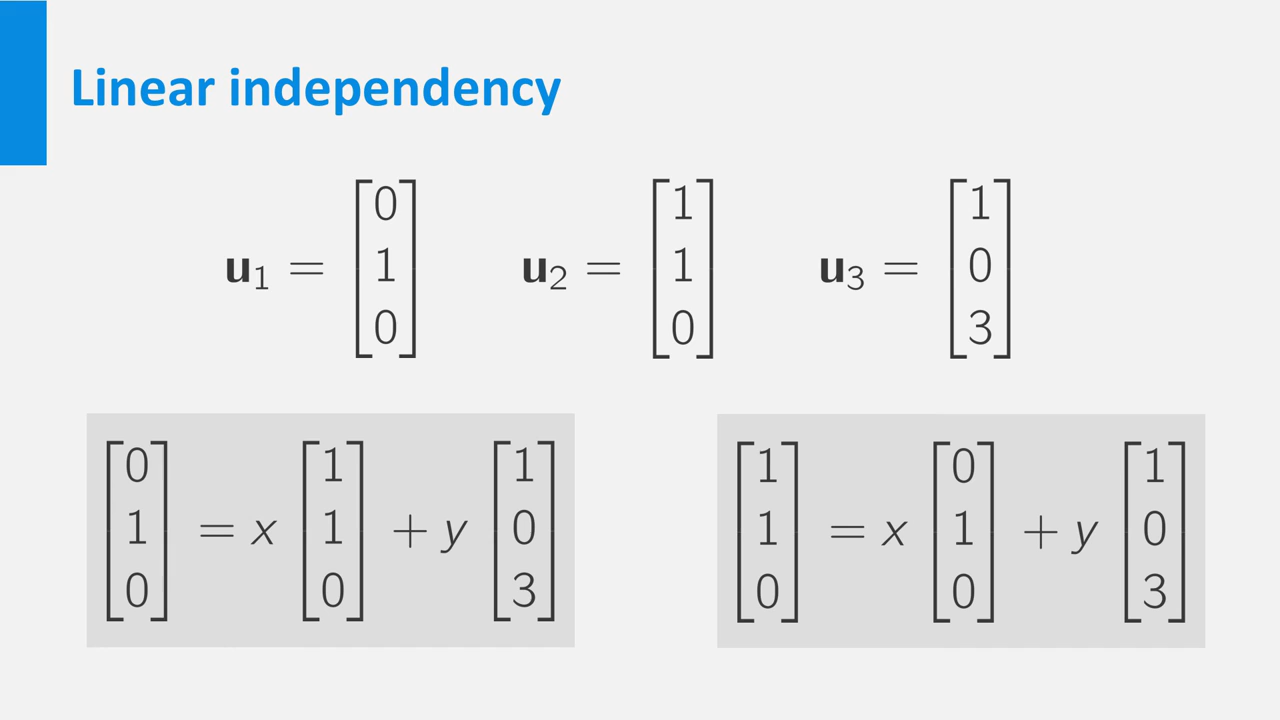 Linear independency
u₁ = [0 1 0] u₂ = [1 1 0] u₃ = [1 0 3]
[0 1 0] = x [1 1 0] + y [1 0 3]
[1 1 0] = x [0 1 0] + y [1 0 3]